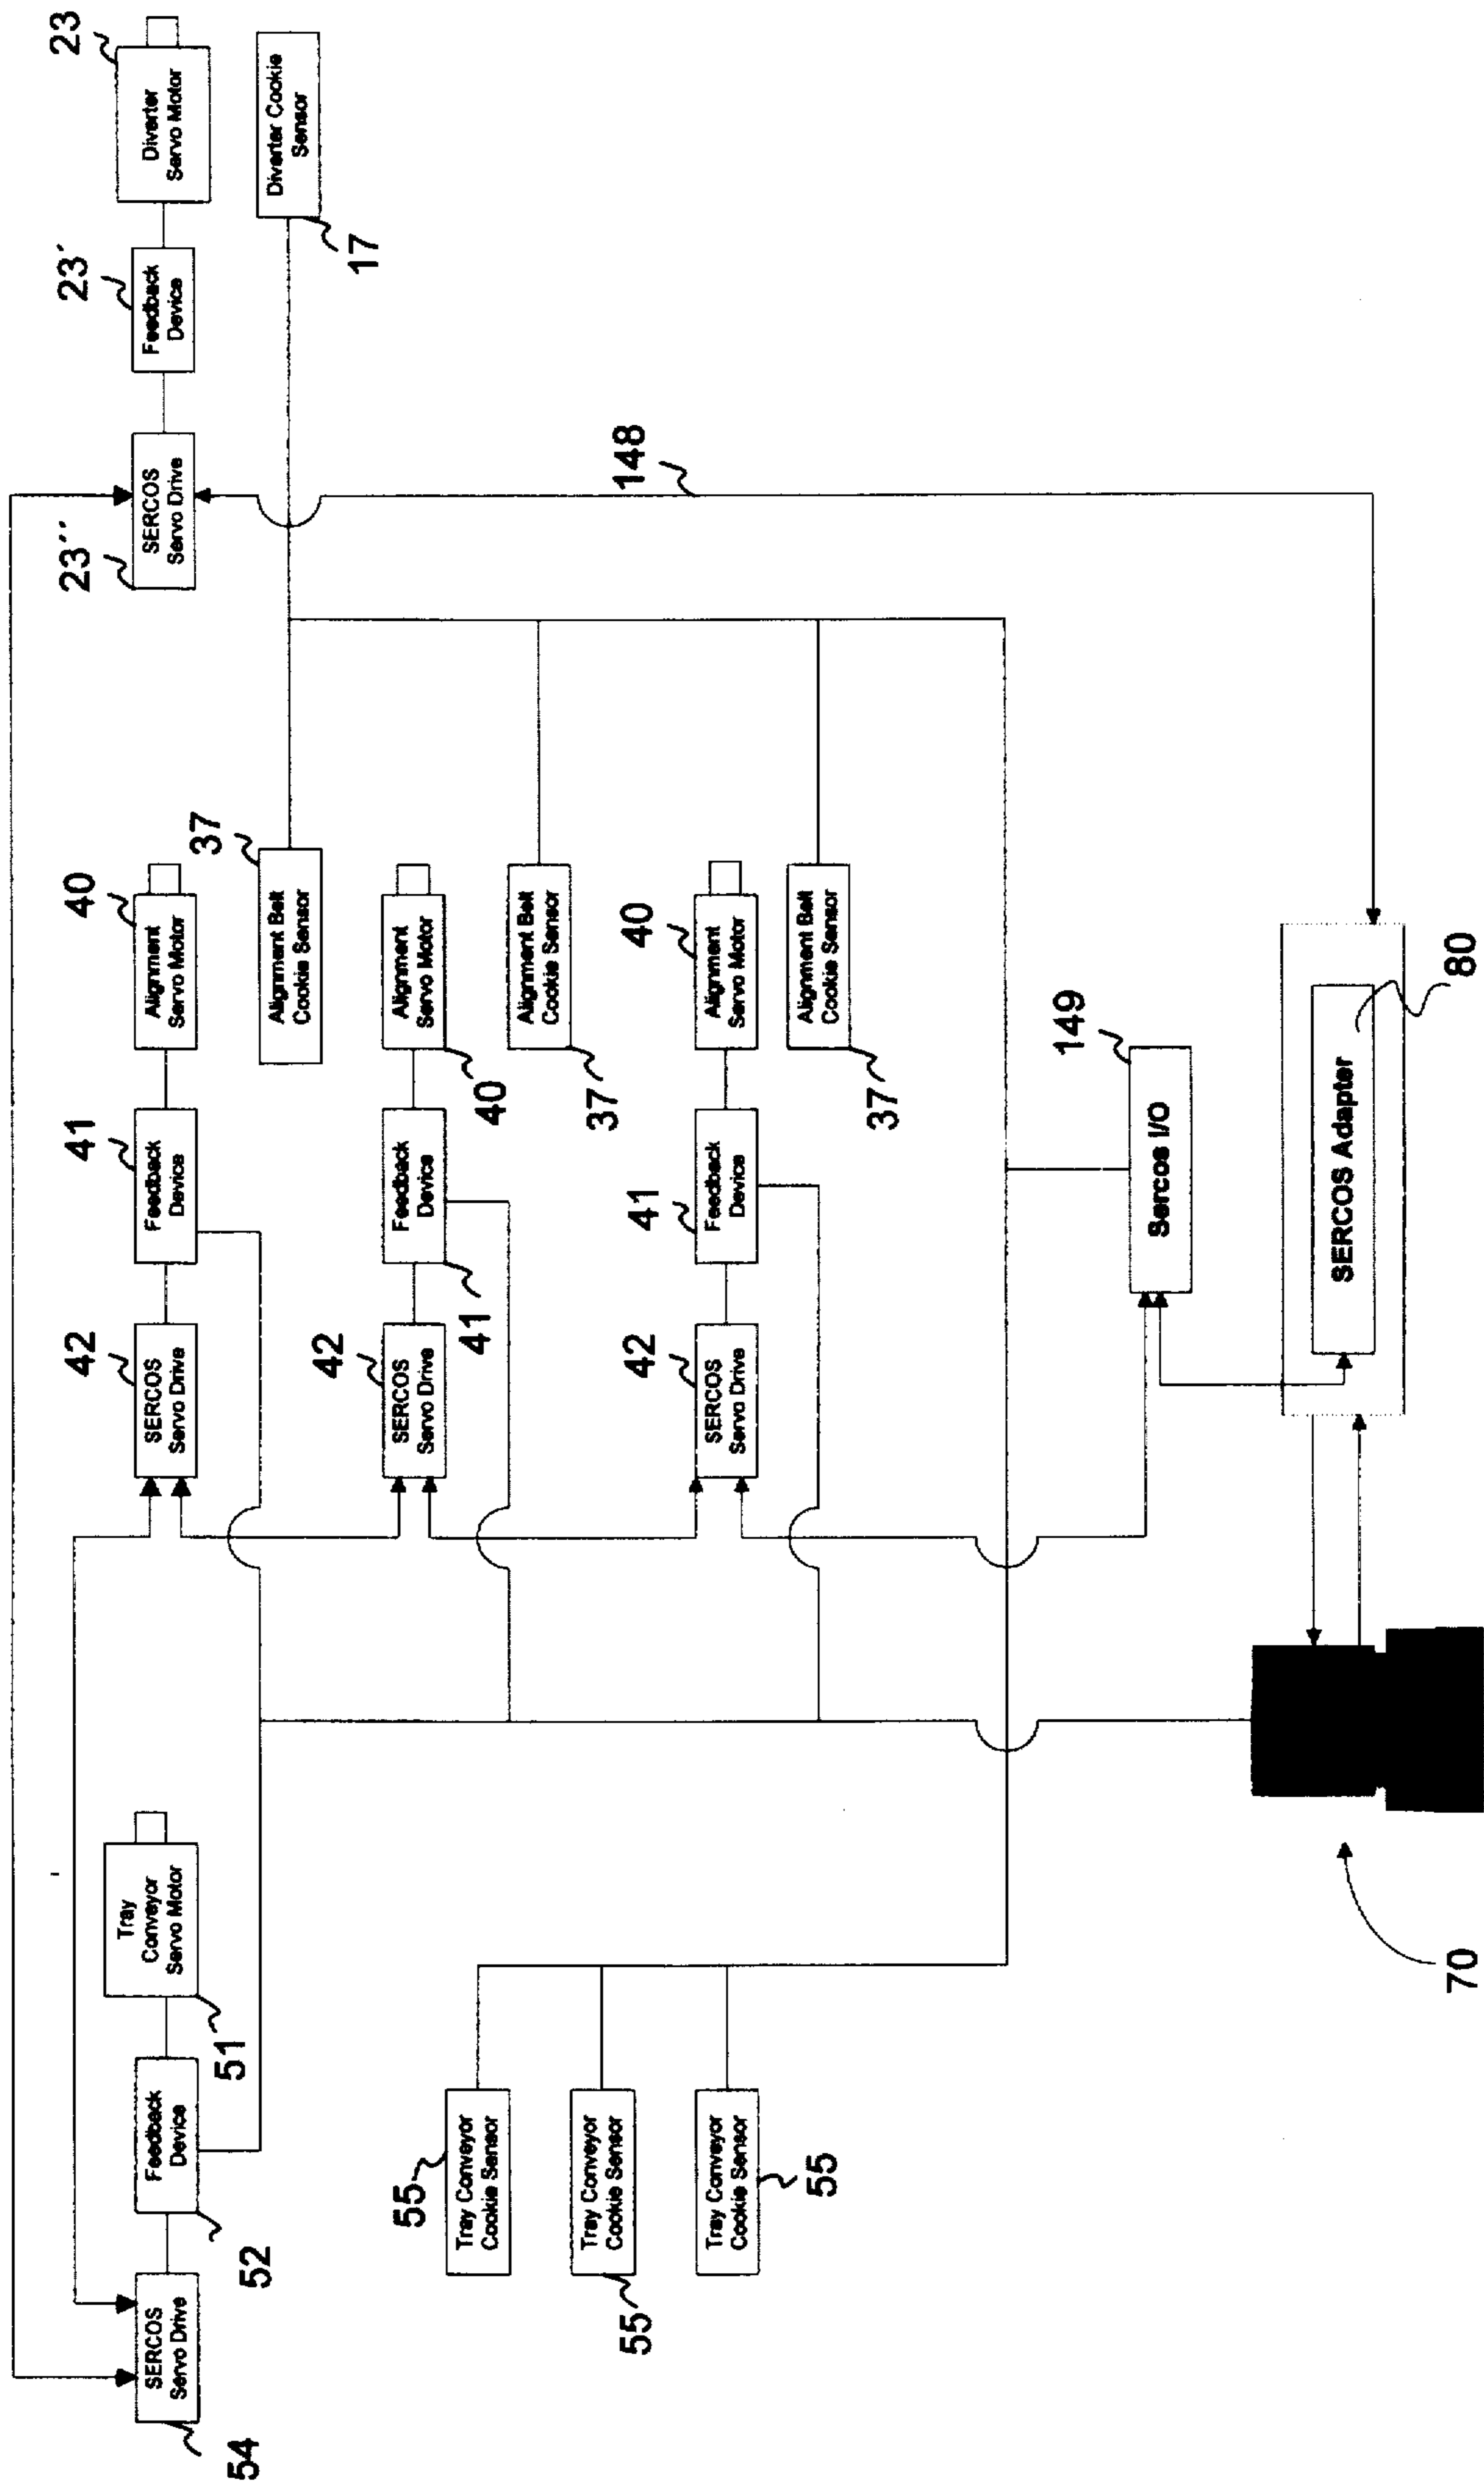 54
SERCOS
Servo Drive
52
Feedback
Device
51
Tray
Conveyor
Servo Motor
42
SERCOS
Servo Drive
41
Feedback
Device
40
Alignment
Servo Motor
37
Alignment Belt
Cookie Sensor
23''
SERCOS
Servo Drive
23'
Feedback
Device
23
Diverter
Servo Motor
Diverter Cookie
Sensor
17
42
SERCOS
Servo Drive
Feedback
Device
41
Alignment
Servo Motor
40
Alignment Belt
Cookie Sensor
37
148
55
Tray Conveyor
Cookie Sensor
Tray Conveyor
Cookie Sensor
55
Tray Conveyor
Cookie Sensor
55
42
SERCOS
Servo Drive
41
Feedback
Device
40
Alignment
Servo Motor
Alignment Belt
Cookie Sensor
37
149
Sercos I/O
SERCOS Adapter
80
70